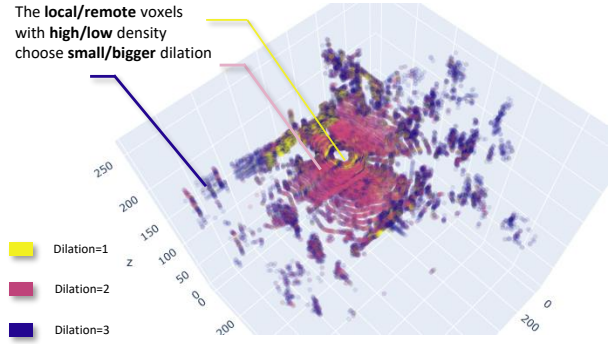 The local/remote voxels
with high/low density
choose small/bigger dilation
250
200
150
100
50
0
z
0
200
0
200
Dilation=1
Dilation=2
Dilation=3